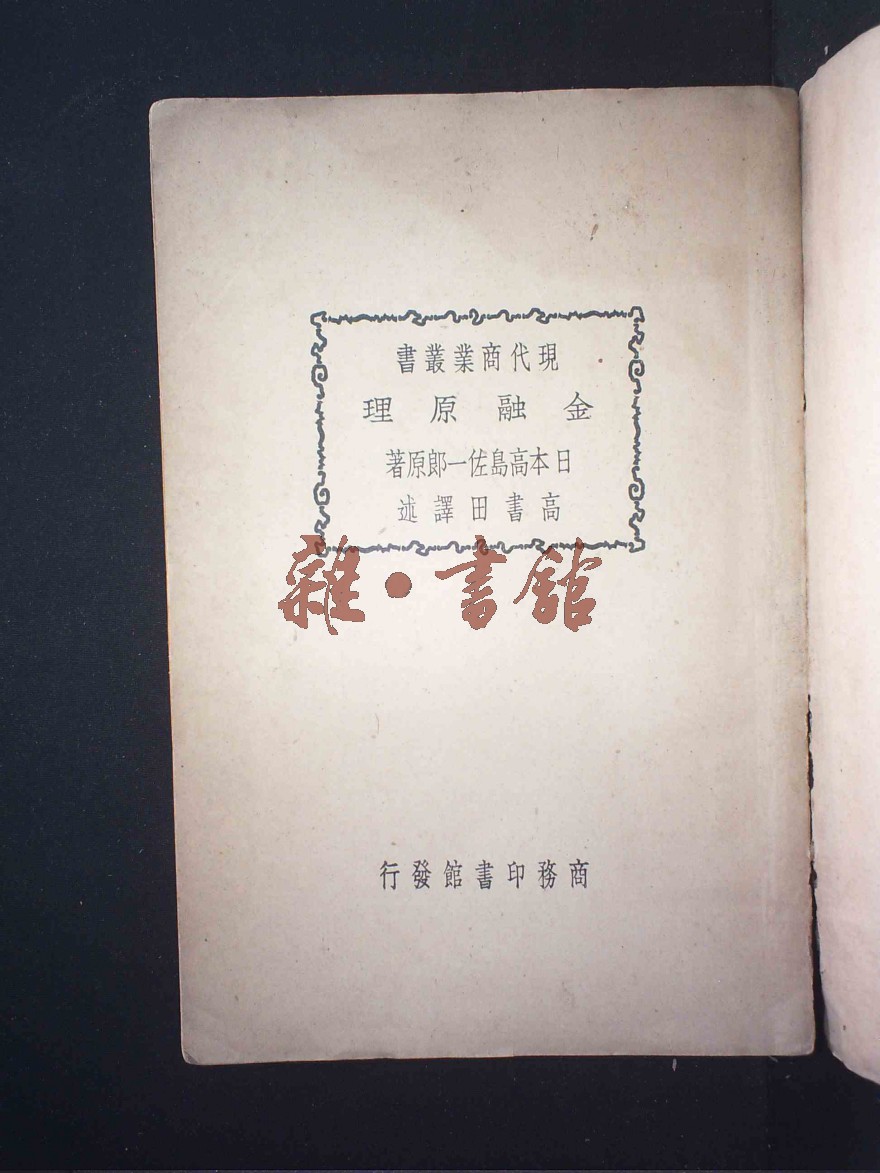 現代商業叢書
金融原理
日本高島佐一郎原著
高書田譯述
雜·書館
商務印書館發行